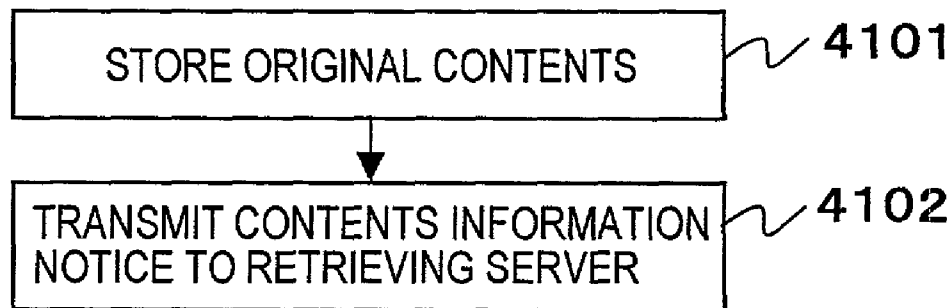 STORE ORIGINAL CONTENTS
4101
TRANSMIT CONTENTS INFORMATION
NOTICE TO RETRIEVING SERVER
4102